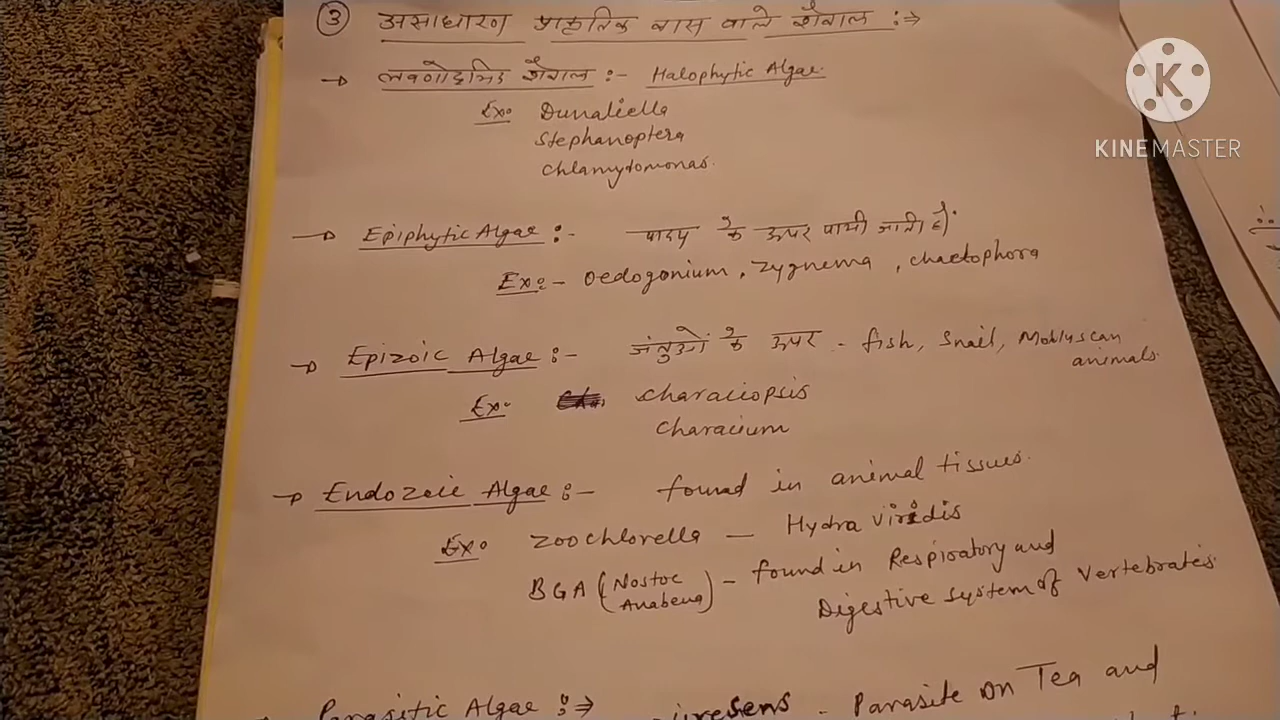 ③ असाधारण प्राकृतिक वास वाले शैवाल :⇒
→ लवणोद्भिद शैवाल :- Halophytic Algae.
Ex: Dunaliella
Stephanoptera
Chlamydomonas.
→ Epiphytic Algae :- पादप के ऊपर पायी जाती है।
Ex:- Oedogonium, Zygnema, Chaetophora
→ Epizoic Algae :- जंतुओं के ऊपर - fish, Snail, Molluscan
animals.
Ex: Characiopsis
Characium
→ Endozoic Algae :- found in animal tissues.
Ex: Zoochlorella — Hydra viridis
BGA (Nostoc Anabena) - found in Respiratory and
Digestive system of Vertebrates.
Parasitic Algae :⇒ - Parasite on Tea and
K
KINEMASTER